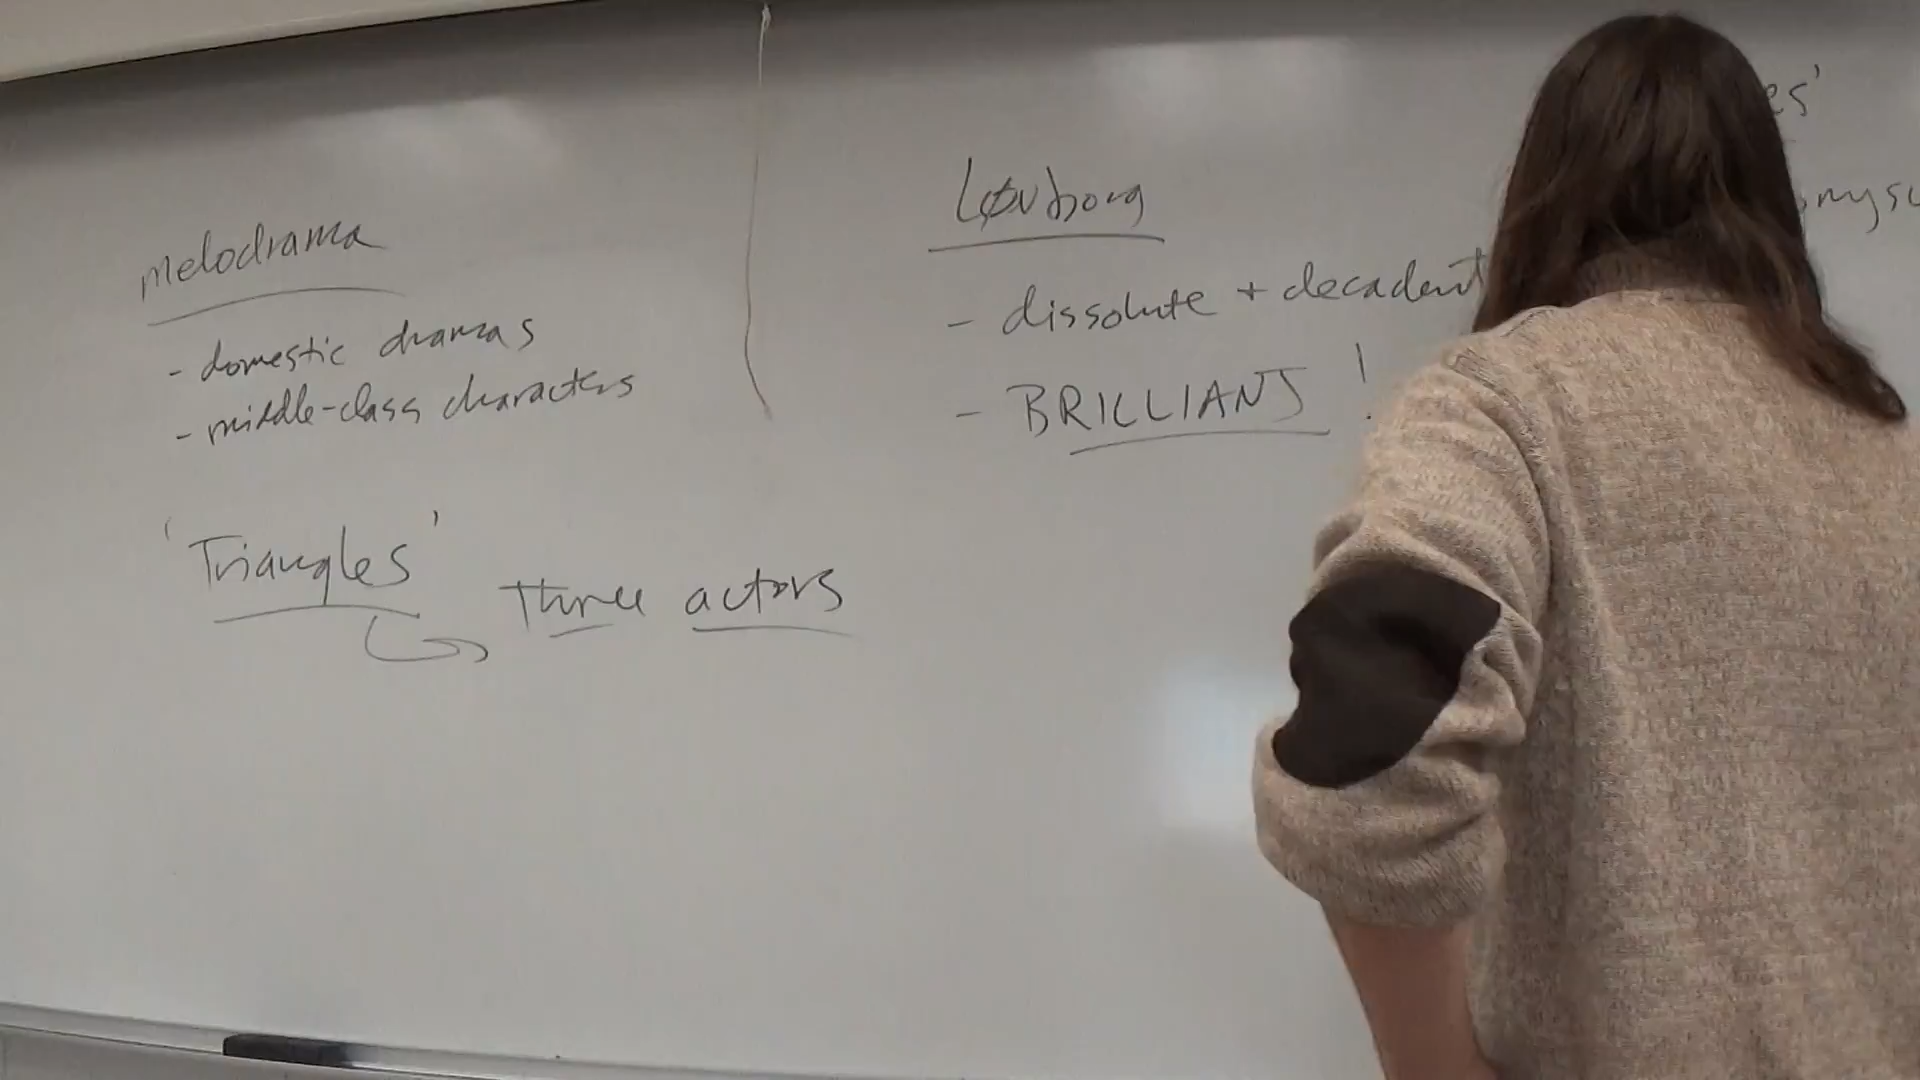 melodrama
- domestic dramas
- middle-class characters
'Triangles'
Three actors
Løvborg
- dissolute + decadent
- BRILLIANT !